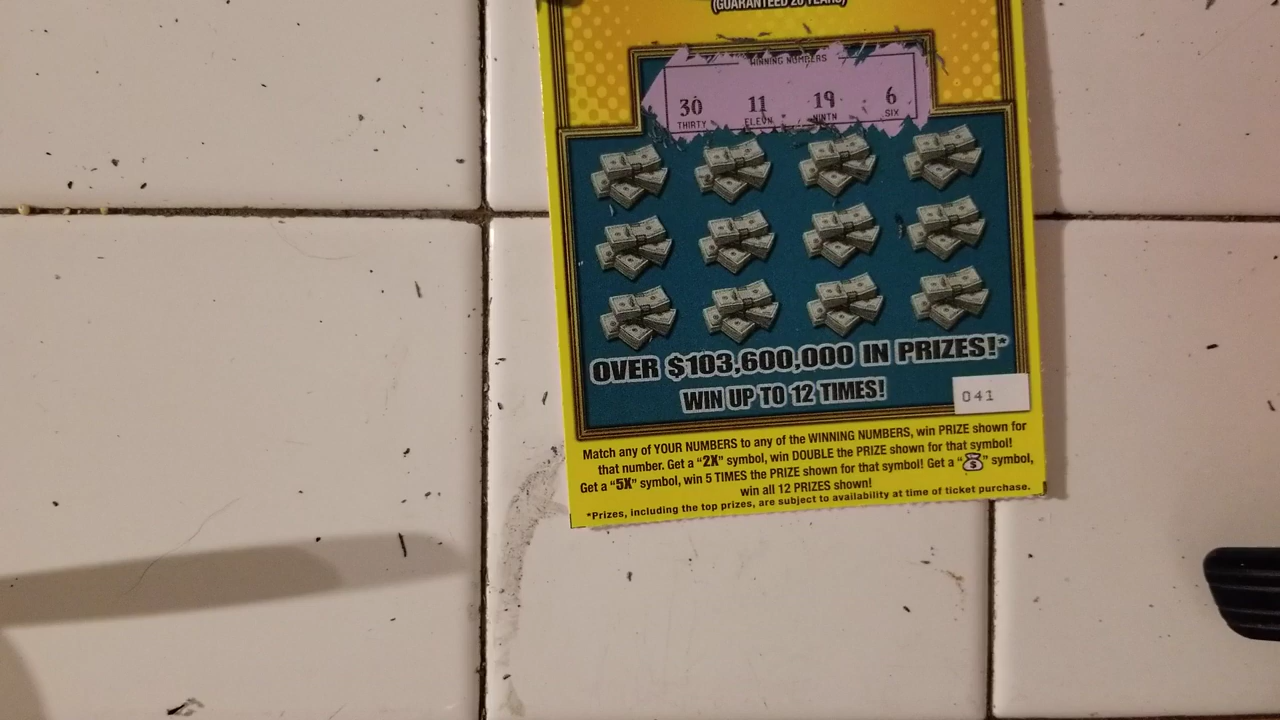 (GUARANTEED 20 YEARS)
WINNING NUMBERS
30 11 19 6
THIRTY ELEVN NINTN SIX
OVER $103,600,000 IN PRIZES!*
WIN UP TO 12 TIMES!
041
Match any of YOUR NUMBERS to any of the WINNING NUMBERS, win PRIZE shown for
that number. Get a “2X” symbol, win DOUBLE the PRIZE shown for that symbol!
Get a “5X” symbol, win 5 TIMES the PRIZE shown for that symbol! Get a “$” symbol,
win all 12 PRIZES shown!
*Prizes, including the top prizes, are subject to availability at time of ticket purchase.